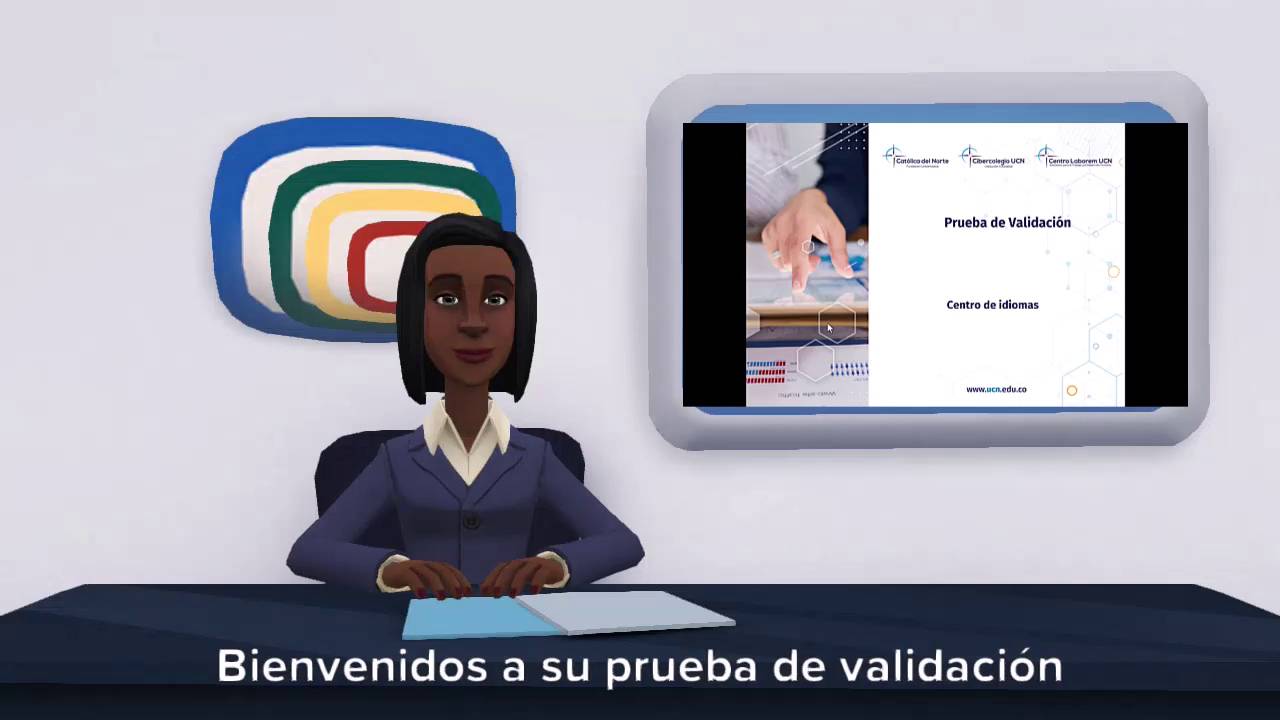 Católica del Norte
Cibercolegio UCN
Centro Laborem UCN
Prueba de Validación
Centro de idiomas
www.ucn.edu.co
Bienvenidos a su prueba de validación